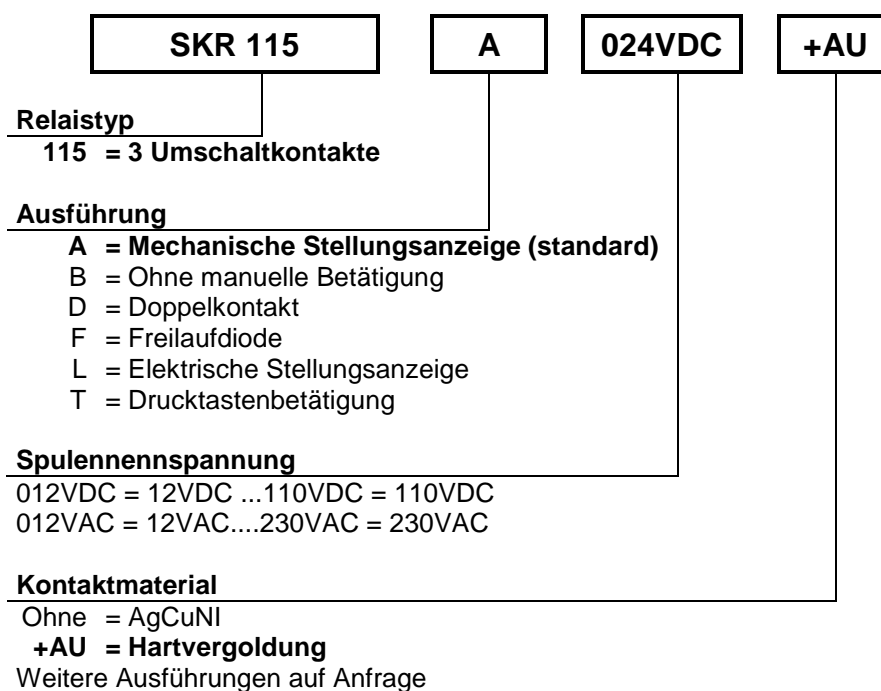 SKR 115 A 024VDC +AU
Relaistyp
115 = 3 Umschaltkontakte
Ausführung
A = Mechanische Stellungsanzeige (standard)
B = Ohne manuelle Betätigung
D = Doppelkontakt
F = Freilaufdiode
L = Elektrische Stellungsanzeige
T = Drucktastenbetätigung
Spulennennspannung
012VDC = 12VDC ...110VDC = 110VDC
012VAC = 12VAC....230VAC = 230VAC
Kontaktmaterial
Ohne = AgCuNI
+AU = Hartvergoldung
Weitere Ausführungen auf Anfrage